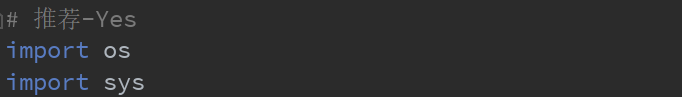 # 推荐-Yes
import os
import sys